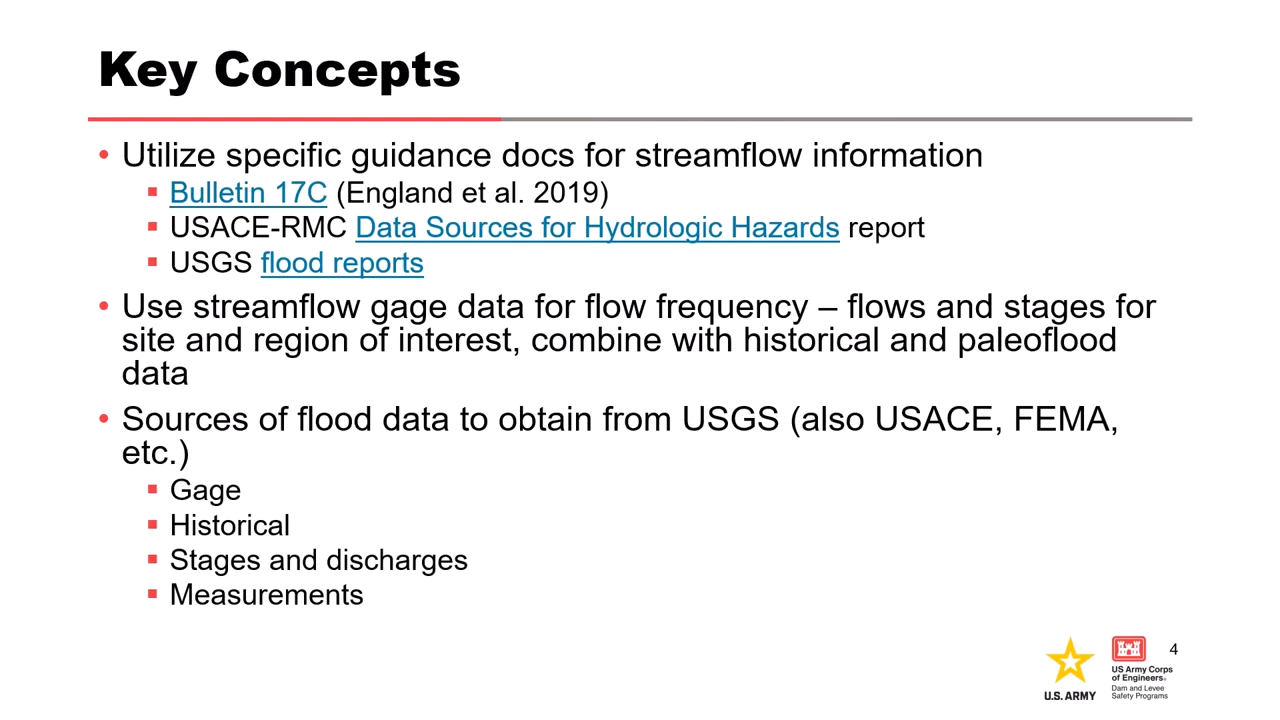 Key Concepts
• Utilize specific guidance docs for streamflow information
▪ Bulletin 17C (England et al. 2019)
▪ USACE-RMC Data Sources for Hydrologic Hazards report
▪ USGS flood reports
• Use streamflow gage data for flow frequency – flows and stages for
site and region of interest, combine with historical and paleoflood
data
• Sources of flood data to obtain from USGS (also USACE, FEMA,
etc.)
▪ Gage
▪ Historical
▪ Stages and discharges
▪ Measurements
4
U.S. ARMY
US Army Corps
of Engineers®
Dam and Levee
Safety Programs